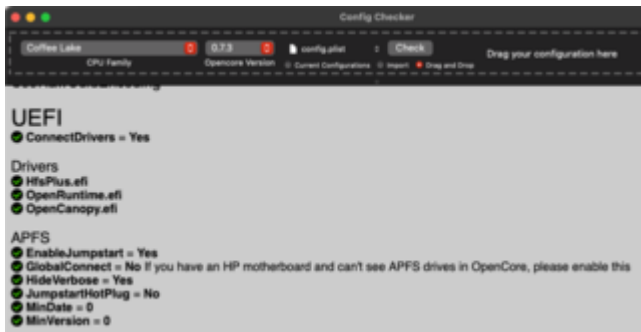 Config Checker
Coffee Lake
0.7.3
config.plist
Check
Drag your configuration here
CPU Family
Opencore Version
Current Configurations
Import
Drag and Drop
UEFI
ConnectDrivers = Yes
Drivers
HfsPlus.efi
OpenRuntime.efi
OpenCanopy.efi
APFS
EnableJumpstart = Yes
GlobalConnect = No If you have an HP motherboard and can't see APFS drives in OpenCore, please enable this
HideVerbose = Yes
JumpstartHotPlug = No
MinDate = 0
MinVersion = 0